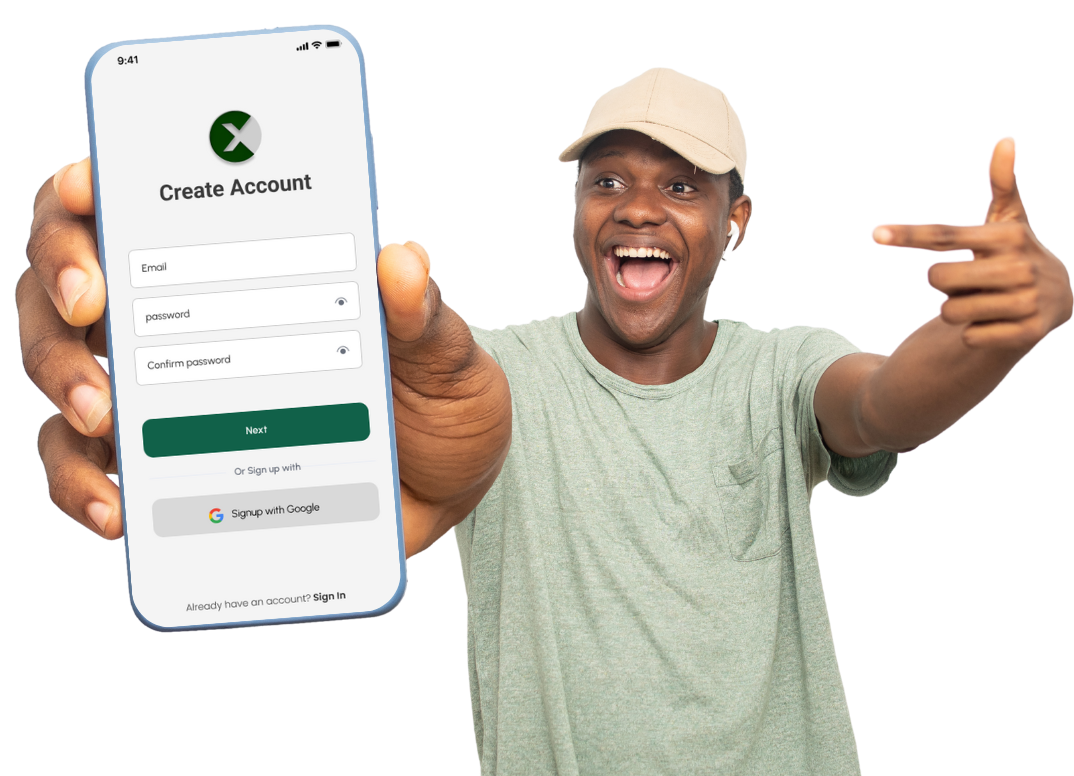 9:41
Create Account
Email
password
Confirm password
Next
Or Sign up with
Signup with Google
Already have an account? Sign In